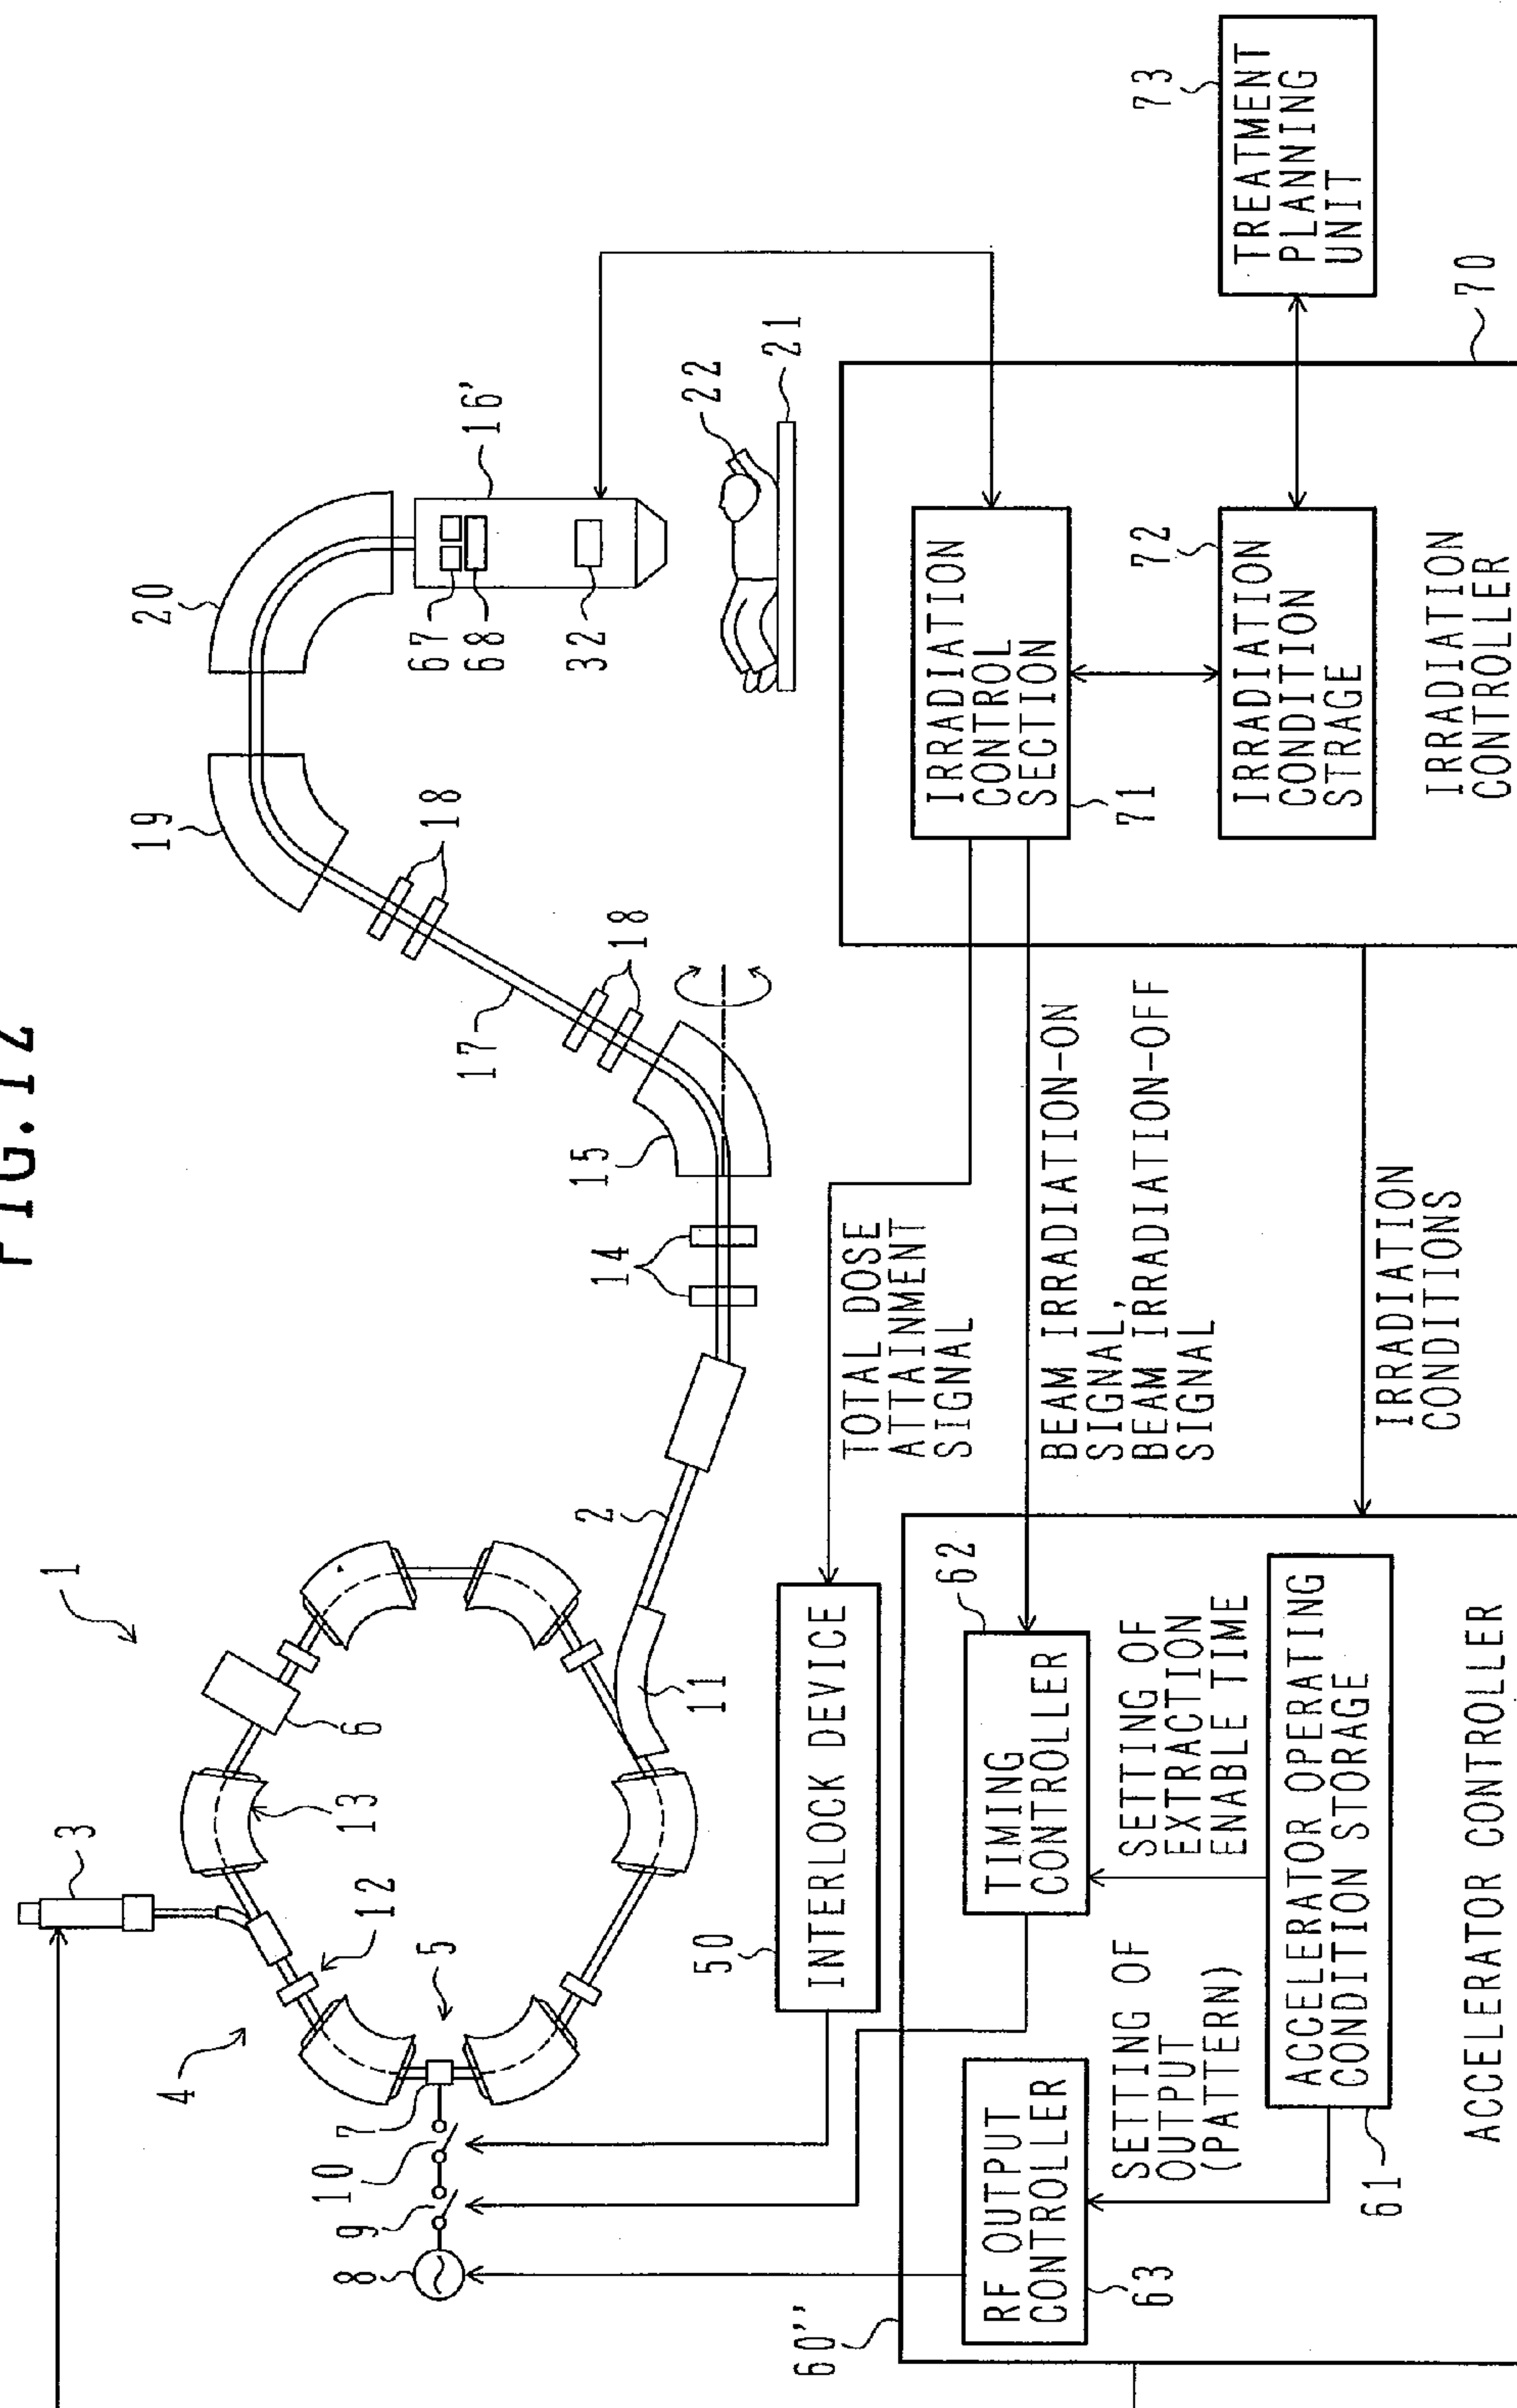 FIG.12
1
3
4
12
13
6
5
7
10
9
8
11
2
14
15
17
18
18
19
20
16'
67
68
32
22
21
50
INTERLOCK DEVICE
TOTAL DOSE
ATTAINMENT
SIGNAL
BEAM IRRADIATION-ON
SIGNAL,
BEAM IRRADIATION-OFF
SIGNAL
60''
RF OUTPUT
CONTROLLER
63
62
TIMING
CONTROLLER
SETTING OF
OUTPUT
(PATTERN)
SETTING OF
EXTRACTION
ENABLE TIME
ACCELERATOR OPERATING
CONDITION STORAGE
61
ACCELERATOR CONTROLLER
IRRADIATION
CONDITIONS
IRRADIATION
CONTROL
SECTION
71
72
IRRADIATION
CONDITION
STRAGE
IRRADIATION
CONTROLLER
70
73
TREATMENT
PLANNING
UNIT